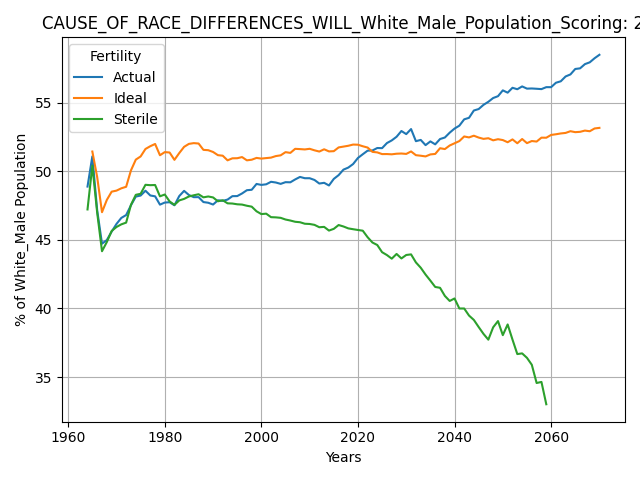 CAUSE_OF_RACE_DIFFERENCES_WILL_White_Male_Population_Scoring: 2
Fertility
Actual
Ideal
Sterile
% of White_Male Population
55
50
45
40
35
1960 1980 2000 2020 2040 2060
Years